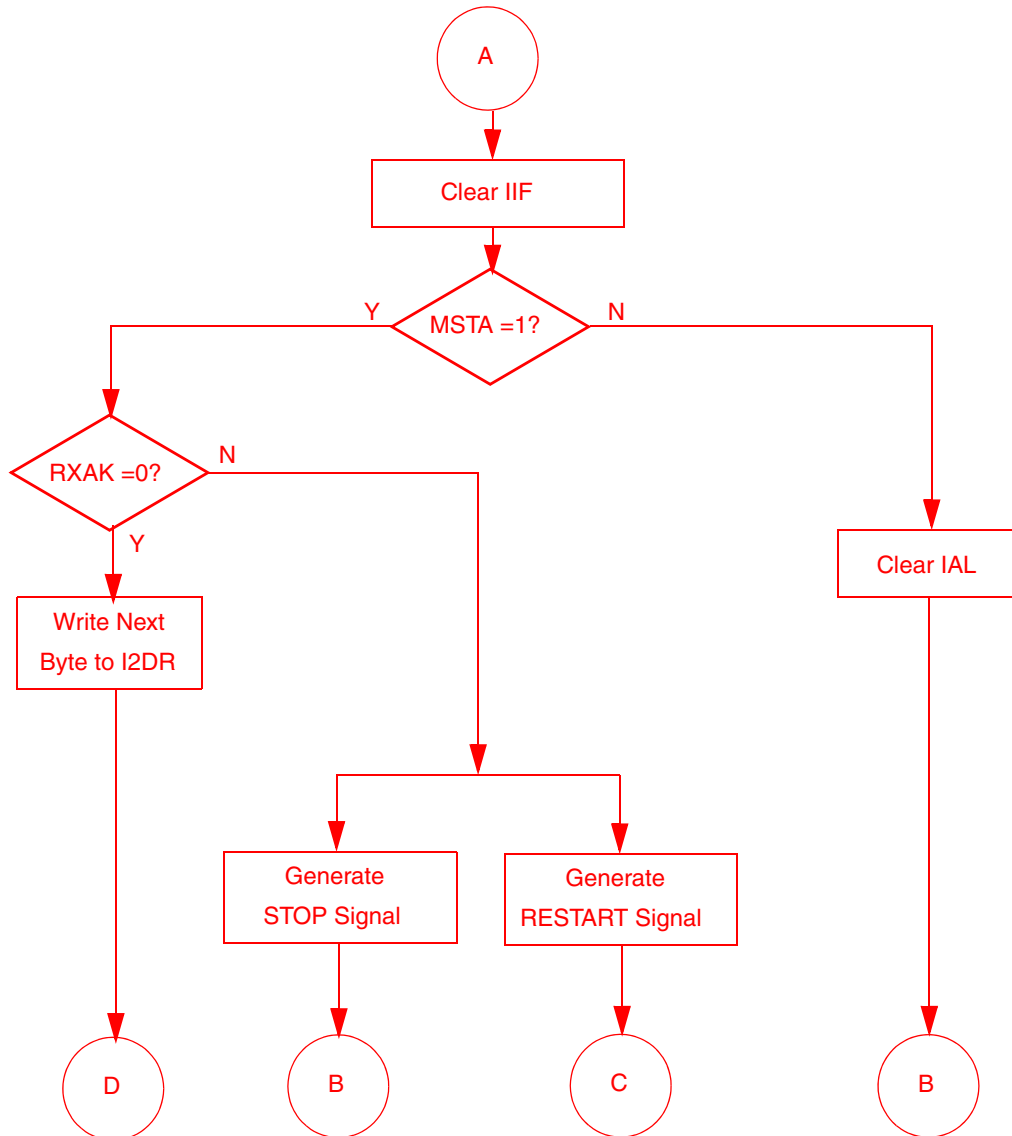 A
Clear IIF
Y
MSTA =1?
N
RXAK =0?
N
Y
Clear IAL
Write Next
Byte to I2DR
Generate
STOP Signal
Generate
RESTART Signal
D
B
C
B